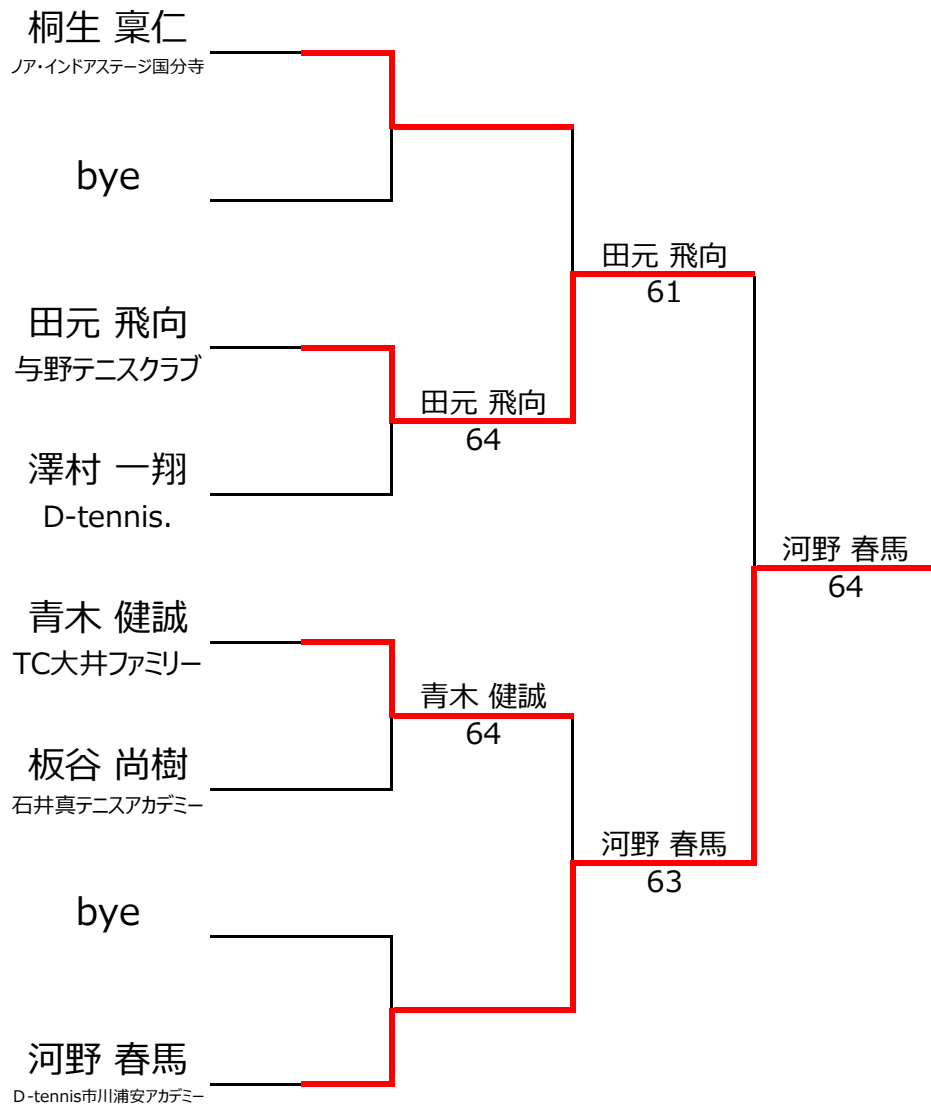 桐生 稟仁
ノア・インドアステージ国分寺
bye
田元 飛向
61
田元 飛向
与野テニスクラブ
田元 飛向
64
澤村 一翔
D-tennis.
河野 春馬
64
青木 健誠
TC大井ファミリー
青木 健誠
64
板谷 尚樹
石井真テニスアカデミー
河野 春馬
63
bye
河野 春馬
D-tennis市川浦安アカデミー